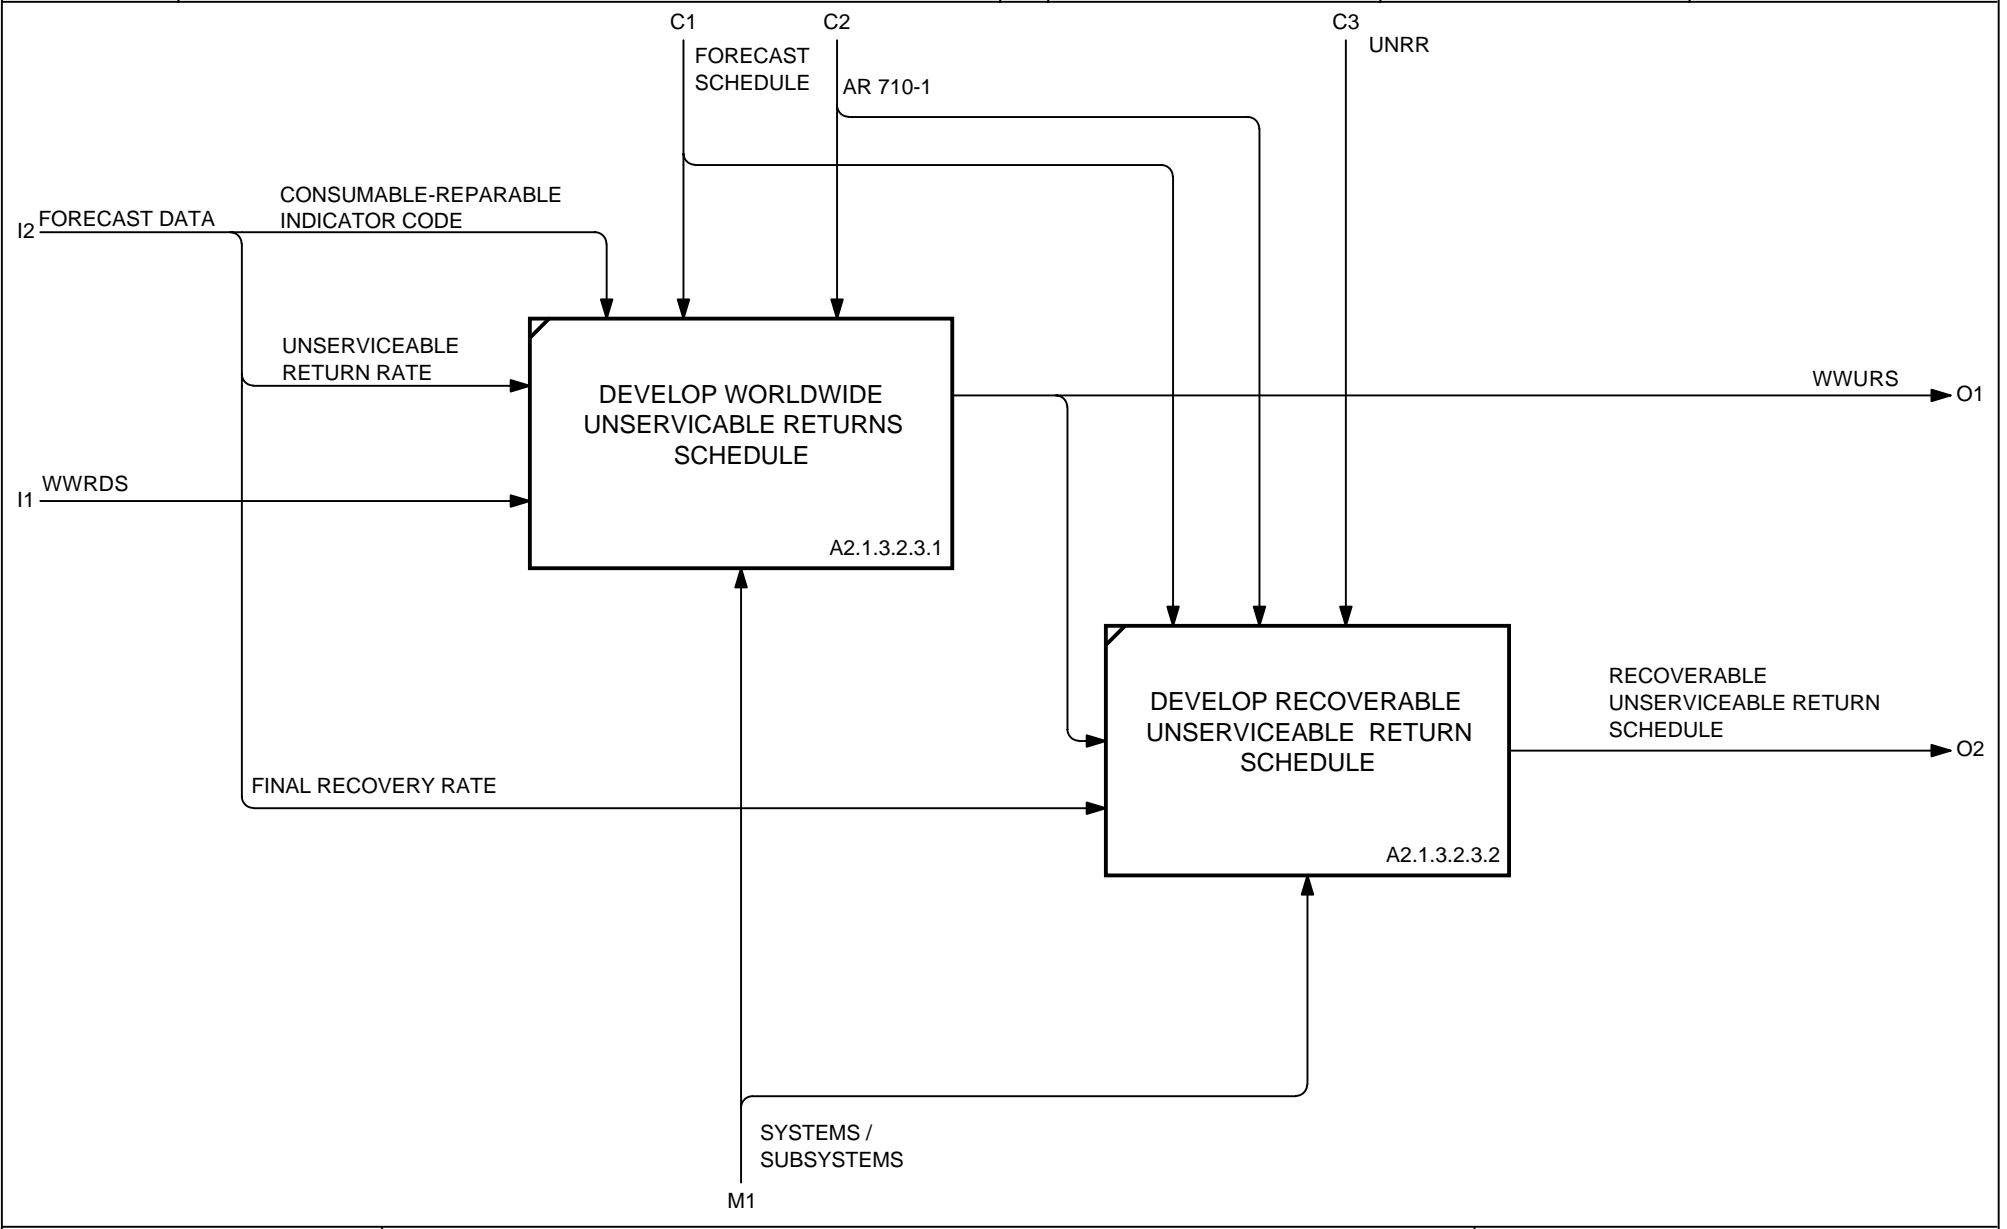 C1
C2
C3
FORECAST
SCHEDULE
UNRR
AR 710-1
CONSUMABLE-REPARABLE
INDICATOR CODE
I2
FORECAST DATA
UNSERVICEABLE
RETURN RATE
DEVELOP WORLDWIDE
UNSERVICABLE RETURNS
SCHEDULE
A2.1.3.2.3.1
WWURS
O1
I1
WWRDS
DEVELOP RECOVERABLE
UNSERVICEABLE RETURN
SCHEDULE
A2.1.3.2.3.2
RECOVERABLE
UNSERVICEABLE RETURN
SCHEDULE
O2
FINAL RECOVERY RATE
SYSTEMS /
SUBSYSTEMS
M1